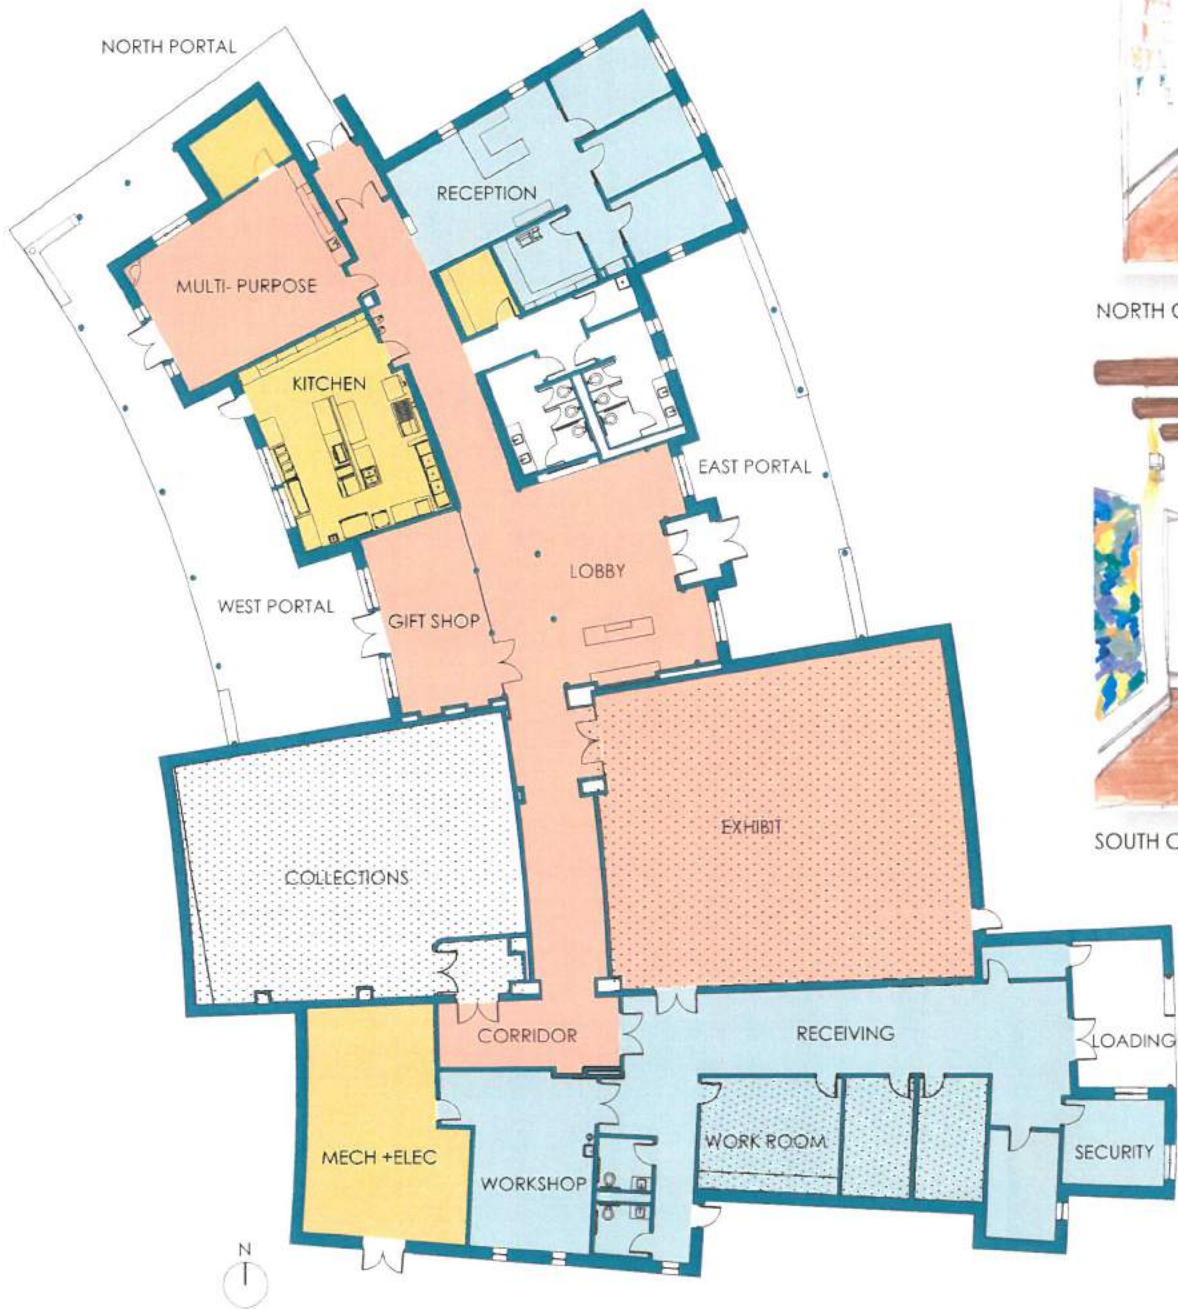 NORTH PORTAL
RECEPTION
MULTI- PURPOSE
NORTH
KITCHEN
EAST PORTAL
LOBBY
WEST PORTAL
GIFT SHOP
EXHIBIT
SOUTH
COLLECTIONS
CORRIDOR
RECEIVING
LOADING
WORK ROOM
MECH +ELEC
SECURITY
WORKSHOP
N